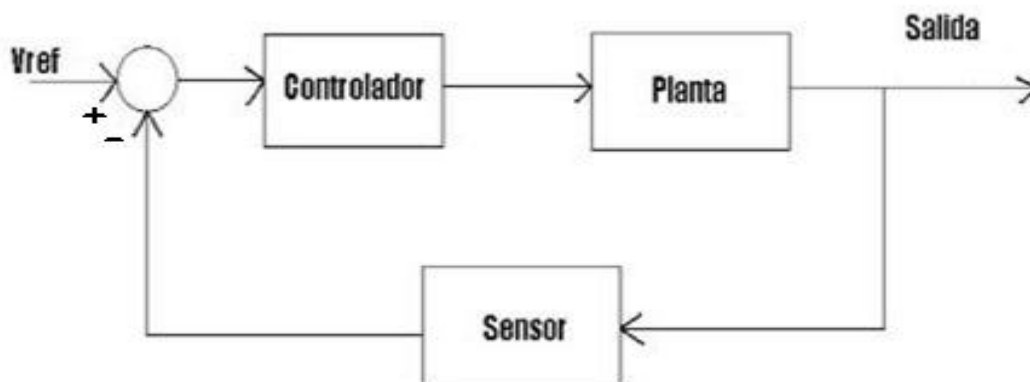 Salida
Vref
Controlador
Planta
+
-
Sensor